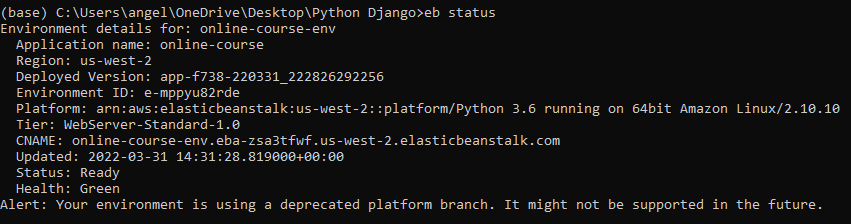 (base) C:\Users\angel\OneDrive\Desktop\Python Django>eb status
Environment details for: online-course-env
Application name: online-course
Region: us-west-2
Deployed Version: app-f738-220331_222826292256
Environment ID: e-mppyu82rde
Platform: arn:aws:elasticbeanstalk:us-west-2::platform/Python 3.6 running on 64bit Amazon Linux/2.10.10
Tier: WebServer-Standard-1.0
CNAME: online-course-env.eba-zsa3tfwf.us-west-2.elasticbeanstalk.com
Updated: 2022-03-31 14:31:28.819000+00:00
Status: Ready
Health: Green
Alert: Your environment is using a deprecated platform branch. It might not be supported in the future.